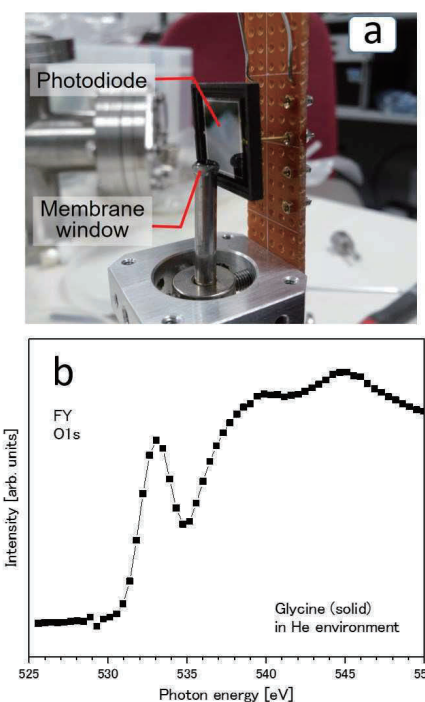 a
Photodiode
Membrane
window
b
FY
O1s
Intensity [arb. units]
Glycine (solid)
in He environment
525 530 535 540 545 55
Photon energy [eV]